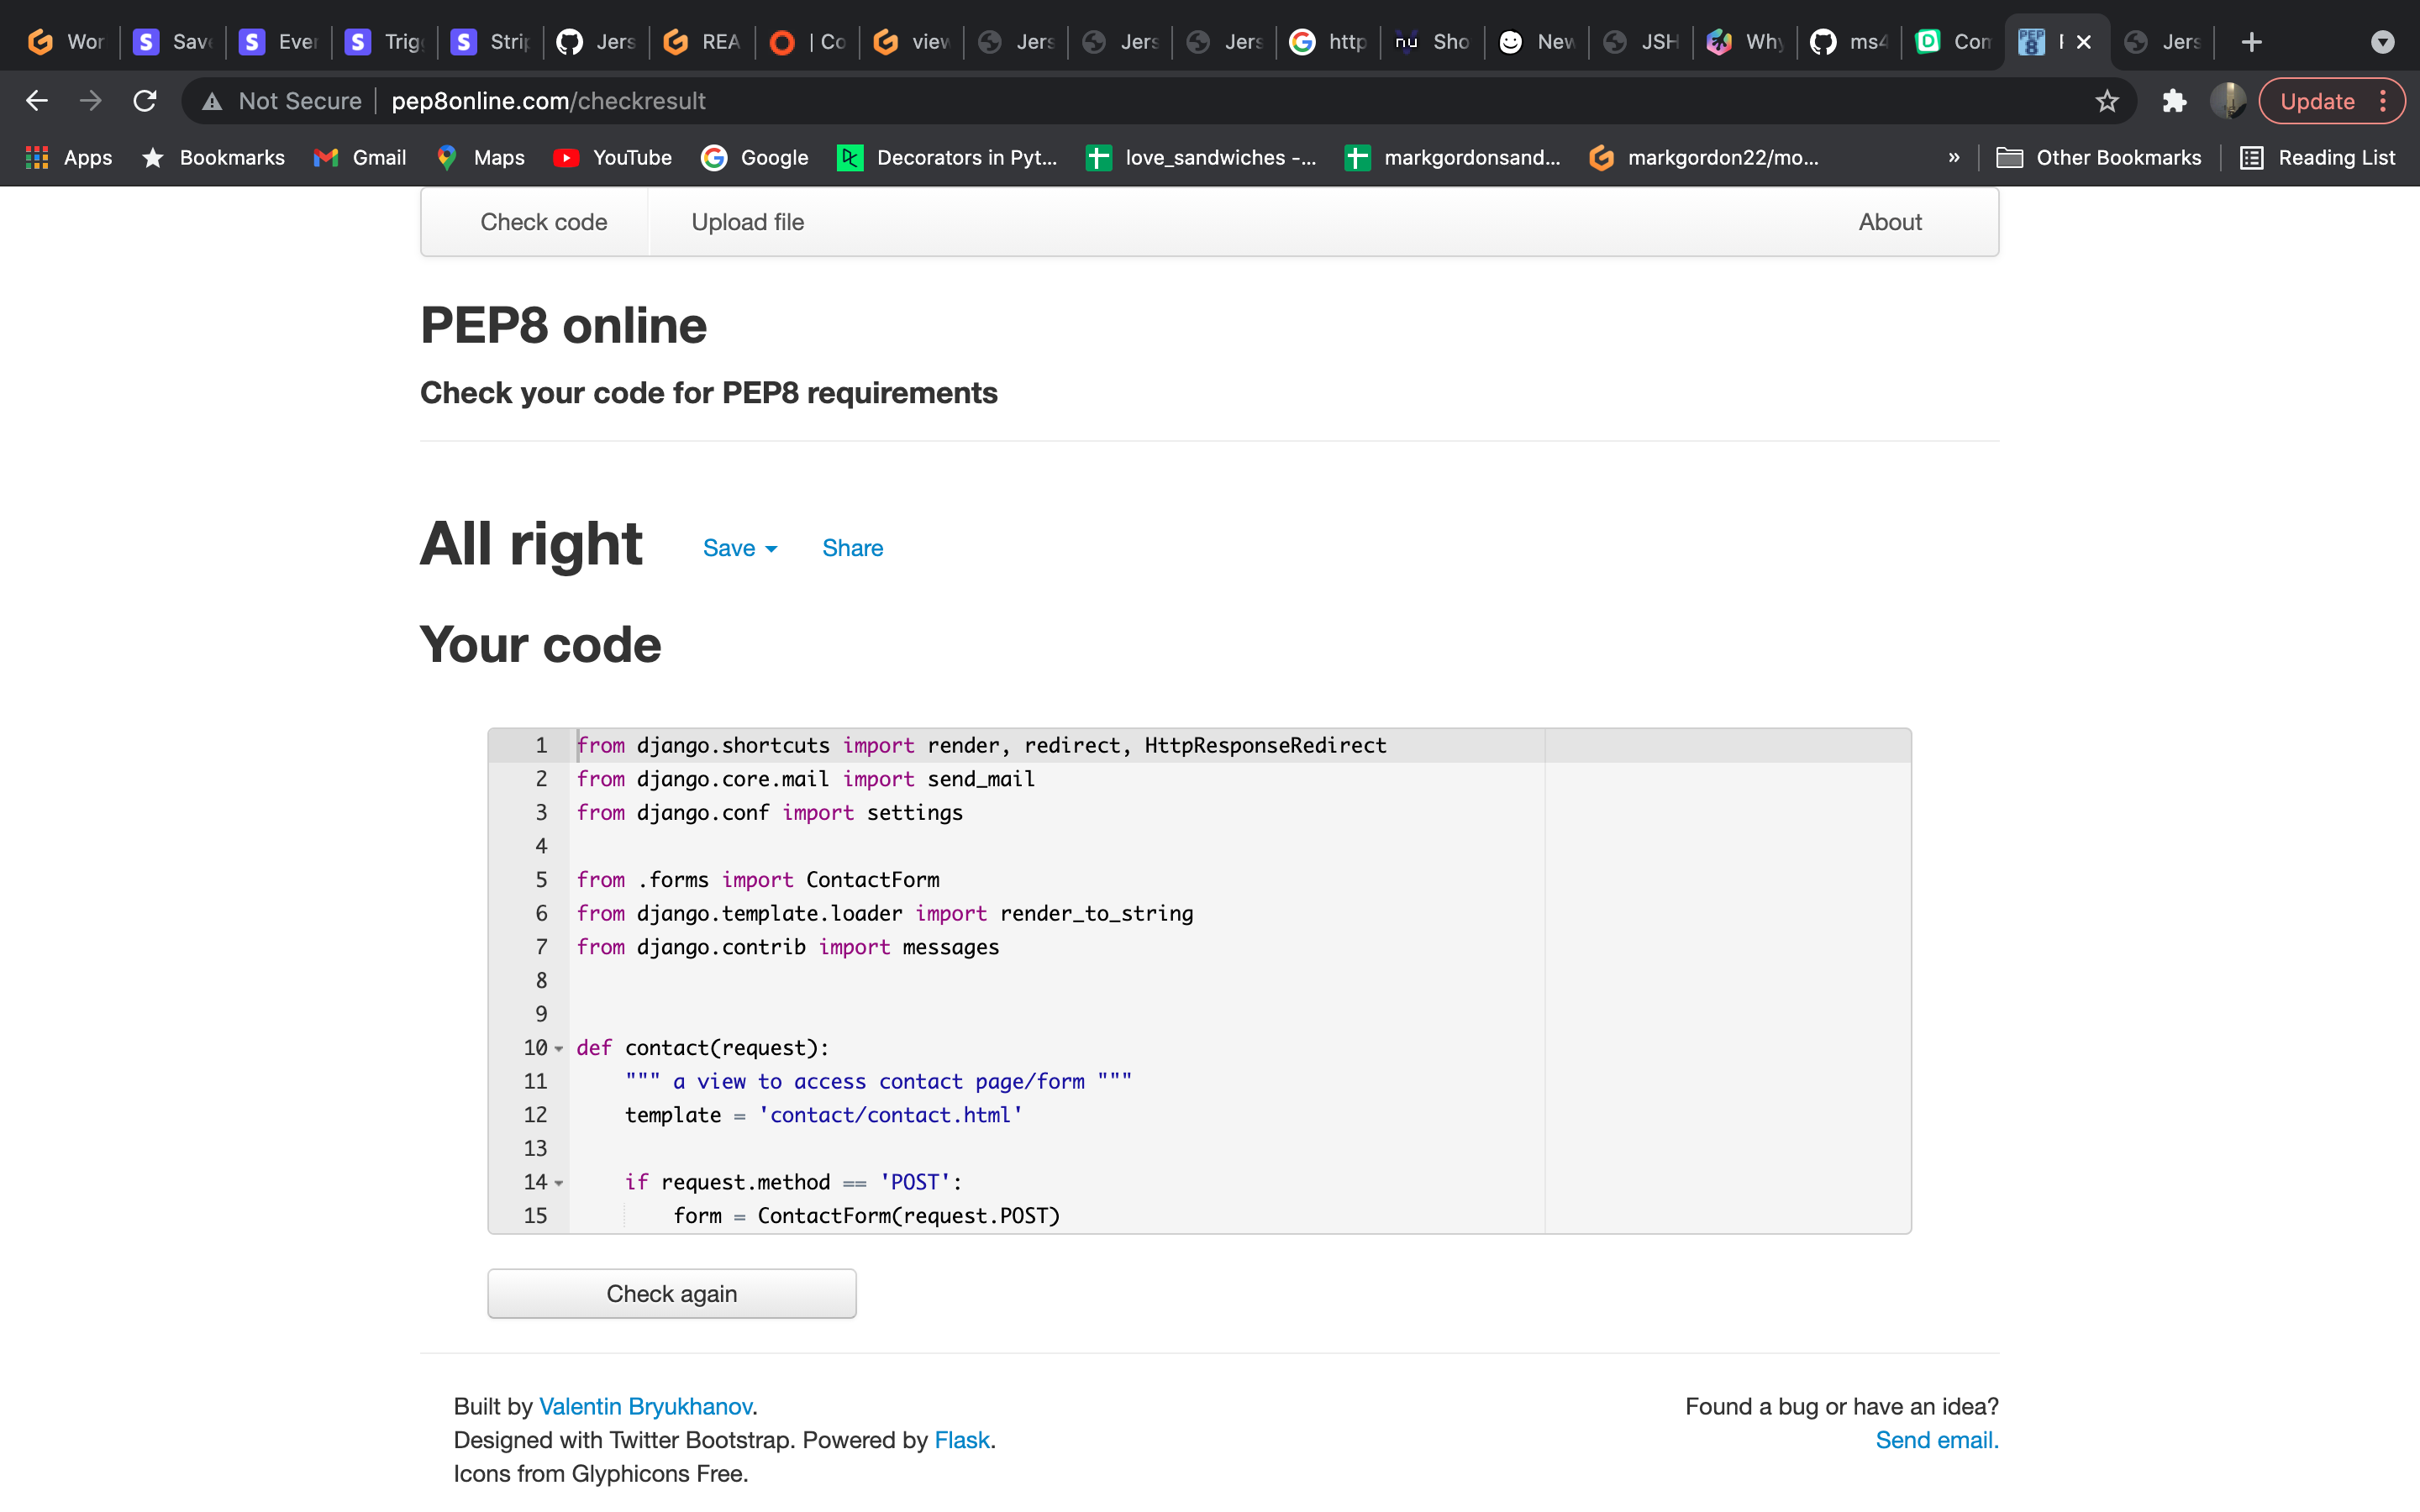 Wor Save Ever Trig Strip Jers REA | Co view Jers Jers Jers http nu Sho New JSH Why ms4 Con PEP 8 Jers
Not Secure pep8online.com/checkresult Update
Apps Bookmarks Gmail Maps YouTube Google Decorators in Pyt... love_sandwiches -... markgordonsand... markgordon22/mo... » Other Bookmarks Reading List
Check code Upload file About
PEP8 online
Check your code for PEP8 requirements
All right Save Share
Your code
1 from django.shortcuts import render, redirect, HttpResponseRedirect
2 from django.core.mail import send_mail
3 from django.conf import settings
4
5 from .forms import ContactForm
6 from django.template.loader import render_to_string
7 from django.contrib import messages
8
9
10 def contact(request):
11 """ a view to access contact page/form """
12 template = 'contact/contact.html'
13
14 if request.method == 'POST':
15 form = ContactForm(request.POST)
Check again
Built by Valentin Bryukhanov.
Designed with Twitter Bootstrap. Powered by Flask.
Icons from Glyphicons Free.
Found a bug or have an idea?
Send email.